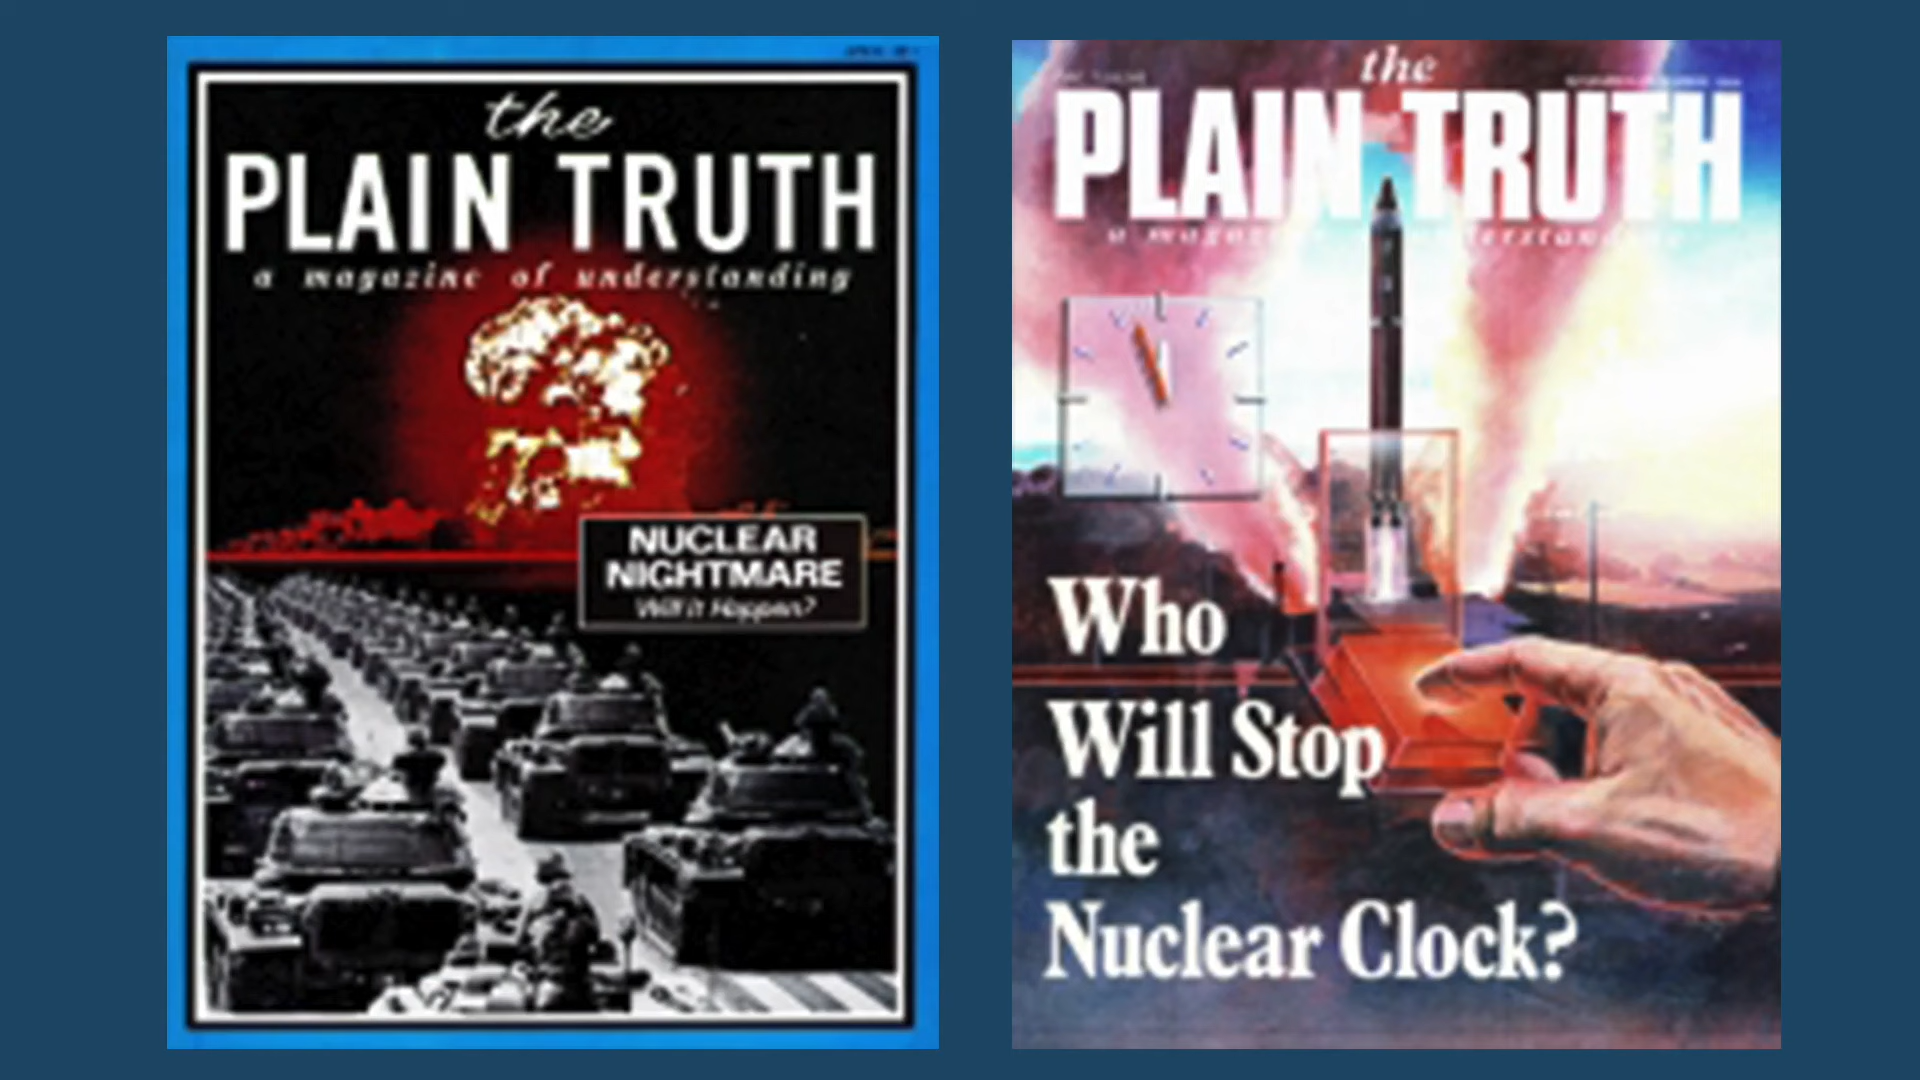 the
PLAIN TRUTH
a magazine of understanding
NUCLEAR
NIGHTMARE
Will it Happen?
the
PLAIN TRUTH
Who
Will Stop
the
Nuclear Clock?